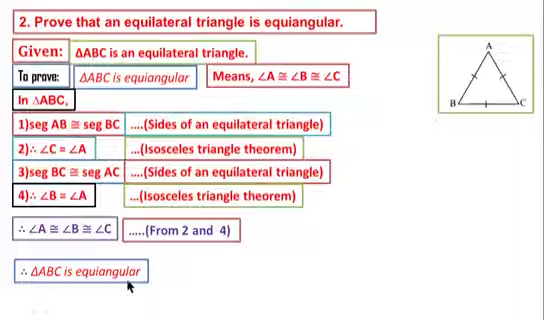 2. Prove that an equilateral triangle is equiangular.
Given: ΔABC is an equilateral triangle.
To prove: ΔABC is equiangular Means, ∠A ≅ ∠B ≅ ∠C
In ΔABC,
1)seg AB ≅ seg BC ....(Sides of an equilateral triangle)
2)∴ ∠C = ∠A ...(Isosceles triangle theorem)
3)seg BC ≅ seg AC ....(Sides of an equilateral triangle)
4)∴ ∠B = ∠A ...(Isosceles triangle theorem)
∴ ∠A ≅ ∠B ≅ ∠C .....(From 2 and 4)
∴ ΔABC is equiangular
A
B C